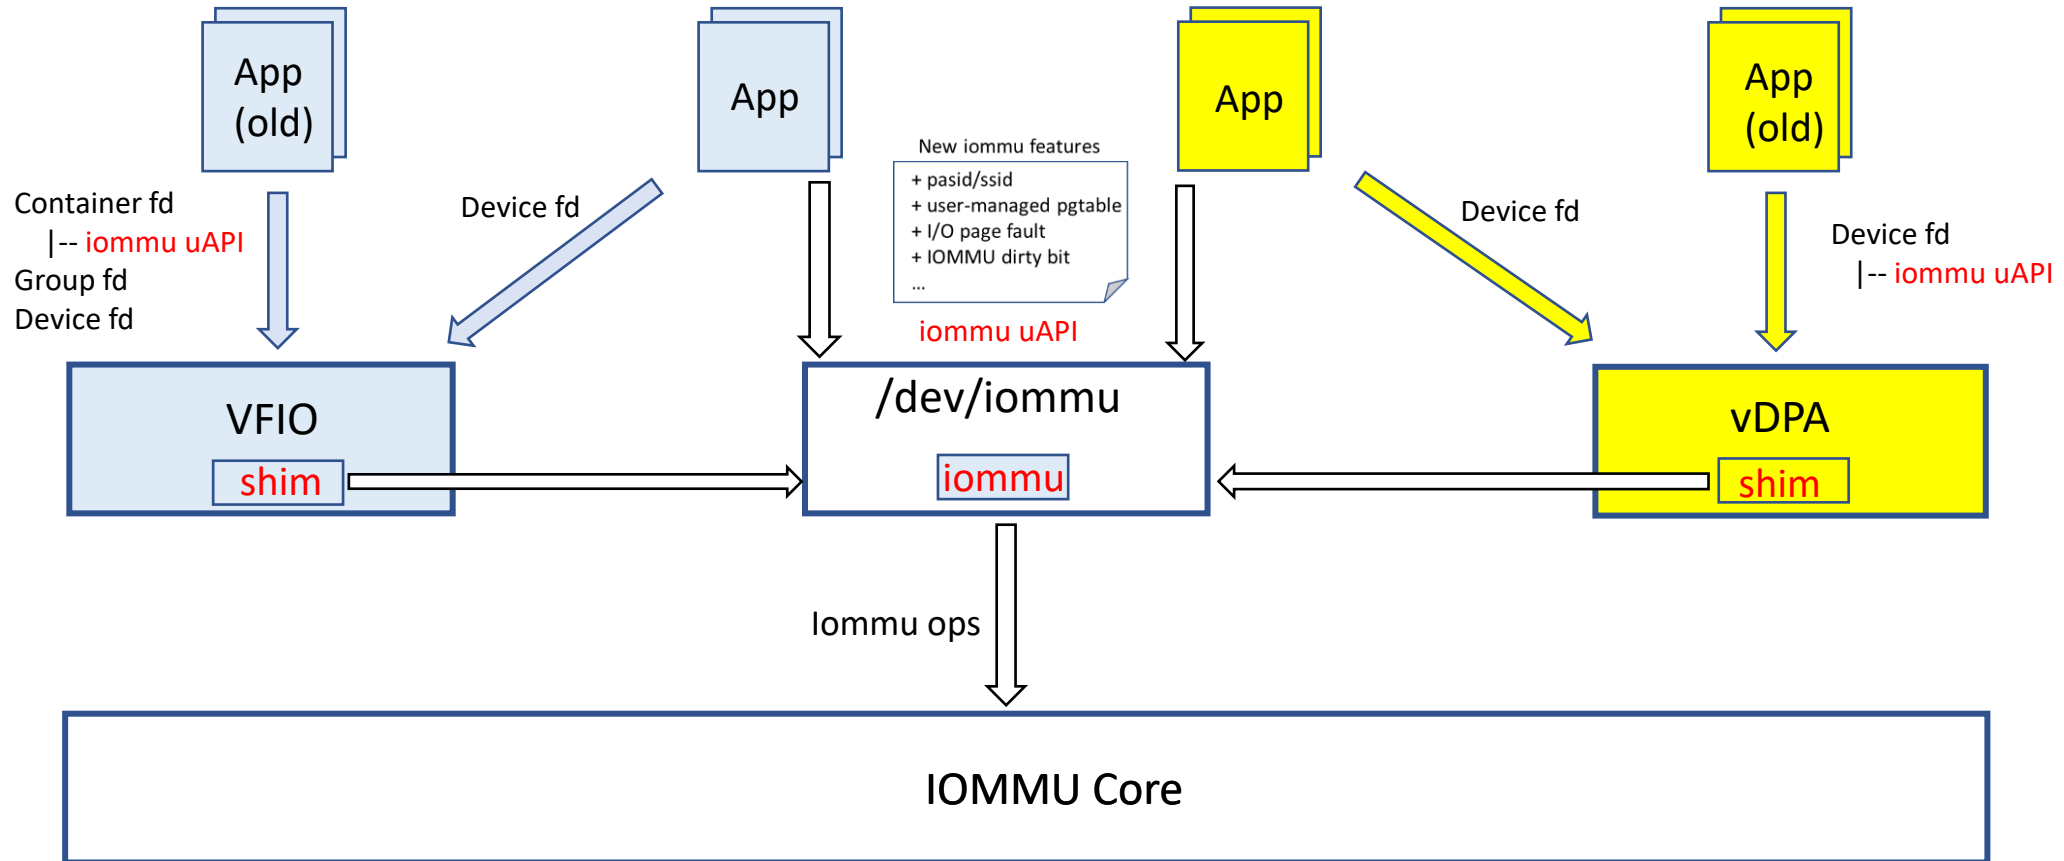 App
(old)
App
App
App
(old)
New iommu features
+ pasid/ssid
+ user-managed pgtable
+ I/O page fault
+ IOMMU dirty bit
...
Container fd
|-- iommu uAPI
Group fd
Device fd
Device fd
Device fd
Device fd
|-- iommu uAPI
iommu uAPI
VFIO
shim
/dev/iommu
iommu
vDPA
shim
Iommu ops
IOMMU Core